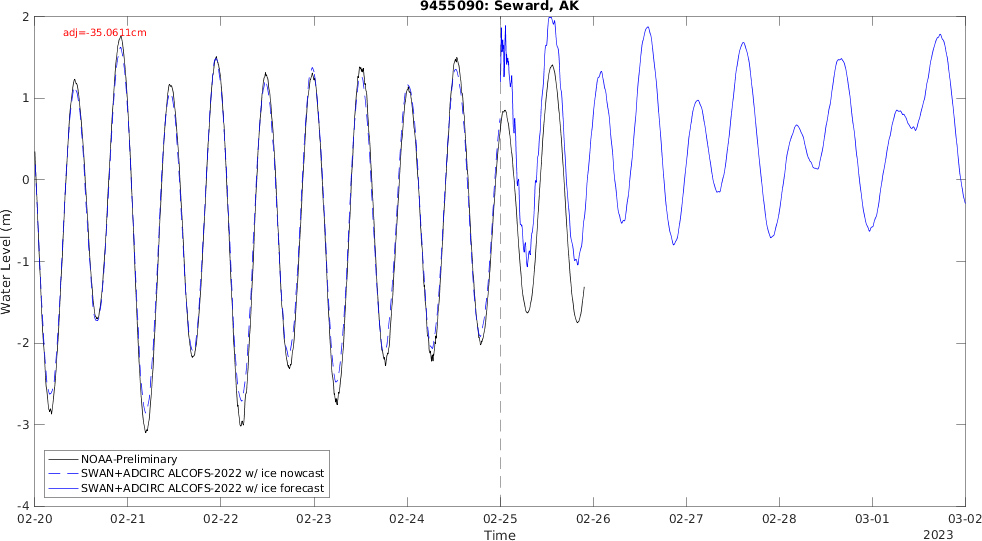 9455090: Seward, AK
adj=-35.0611cm
2
1
0
-1
-2
-3
-4
Water Level (m)
NOAA-Preliminary
SWAN+ADCIRC ALCOFS-2022 w/ ice nowcast
SWAN+ADCIRC ALCOFS-2022 w/ ice forecast
02-20 02-21 02-22 02-23 02-24 02-25 02-26 02-27 02-28 03-01 03-02
Time
2023